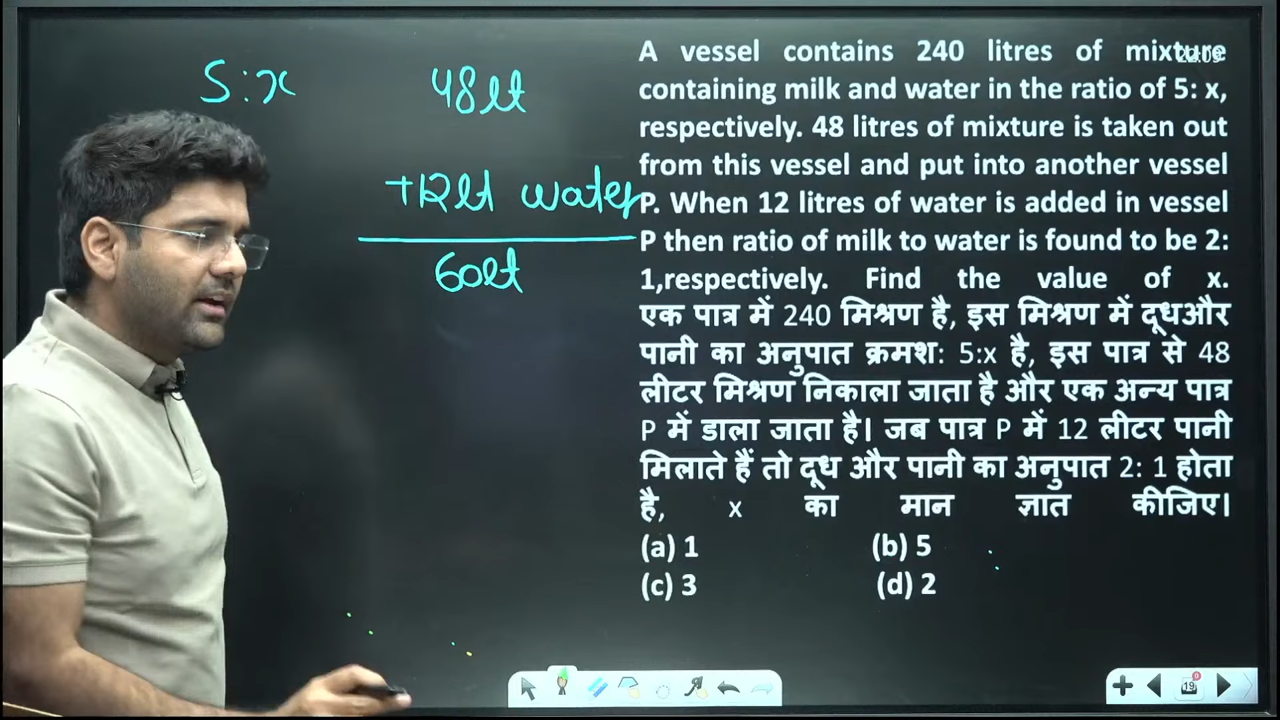 5:x 48lt
+12lt water
60lt
A vessel contains 240 litres of mixture
containing milk and water in the ratio of 5: x,
respectively. 48 litres of mixture is taken out
from this vessel and put into another vessel
P. When 12 litres of water is added in vessel
P then ratio of milk to water is found to be 2:
1,respectively. Find the value of x.
एक पात्र में 240 मिश्रण है, इस मिश्रण में दूधऔर
पानी का अनुपात क्रमश: 5:x है, इस पात्र से 48
लीटर मिश्रण निकाला जाता है और एक अन्य पात्र
P में डाला जाता है। जब पात्र P में 12 लीटर पानी
मिलाते हैं तो दूध और पानी का अनुपात 2: 1 होता
है, x का मान ज्ञात कीजिए।
(a) 1 (b) 5
(c) 3 (d) 2
19